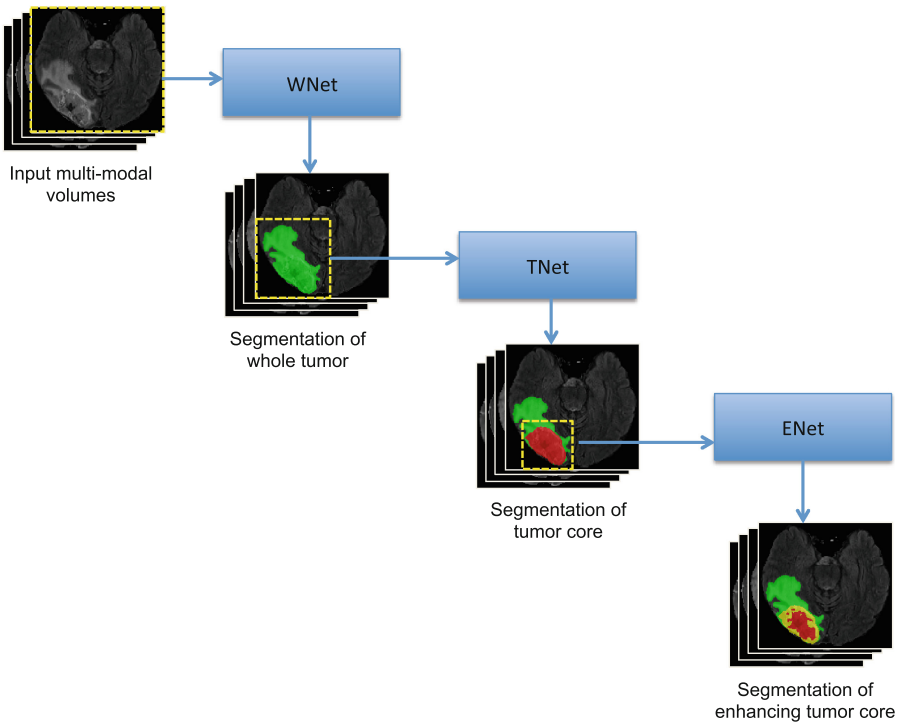 WNet
Input multi-modal
volumes
TNet
Segmentation of
whole tumor
ENet
Segmentation of
tumor core
Segmentation of
enhancing tumor core